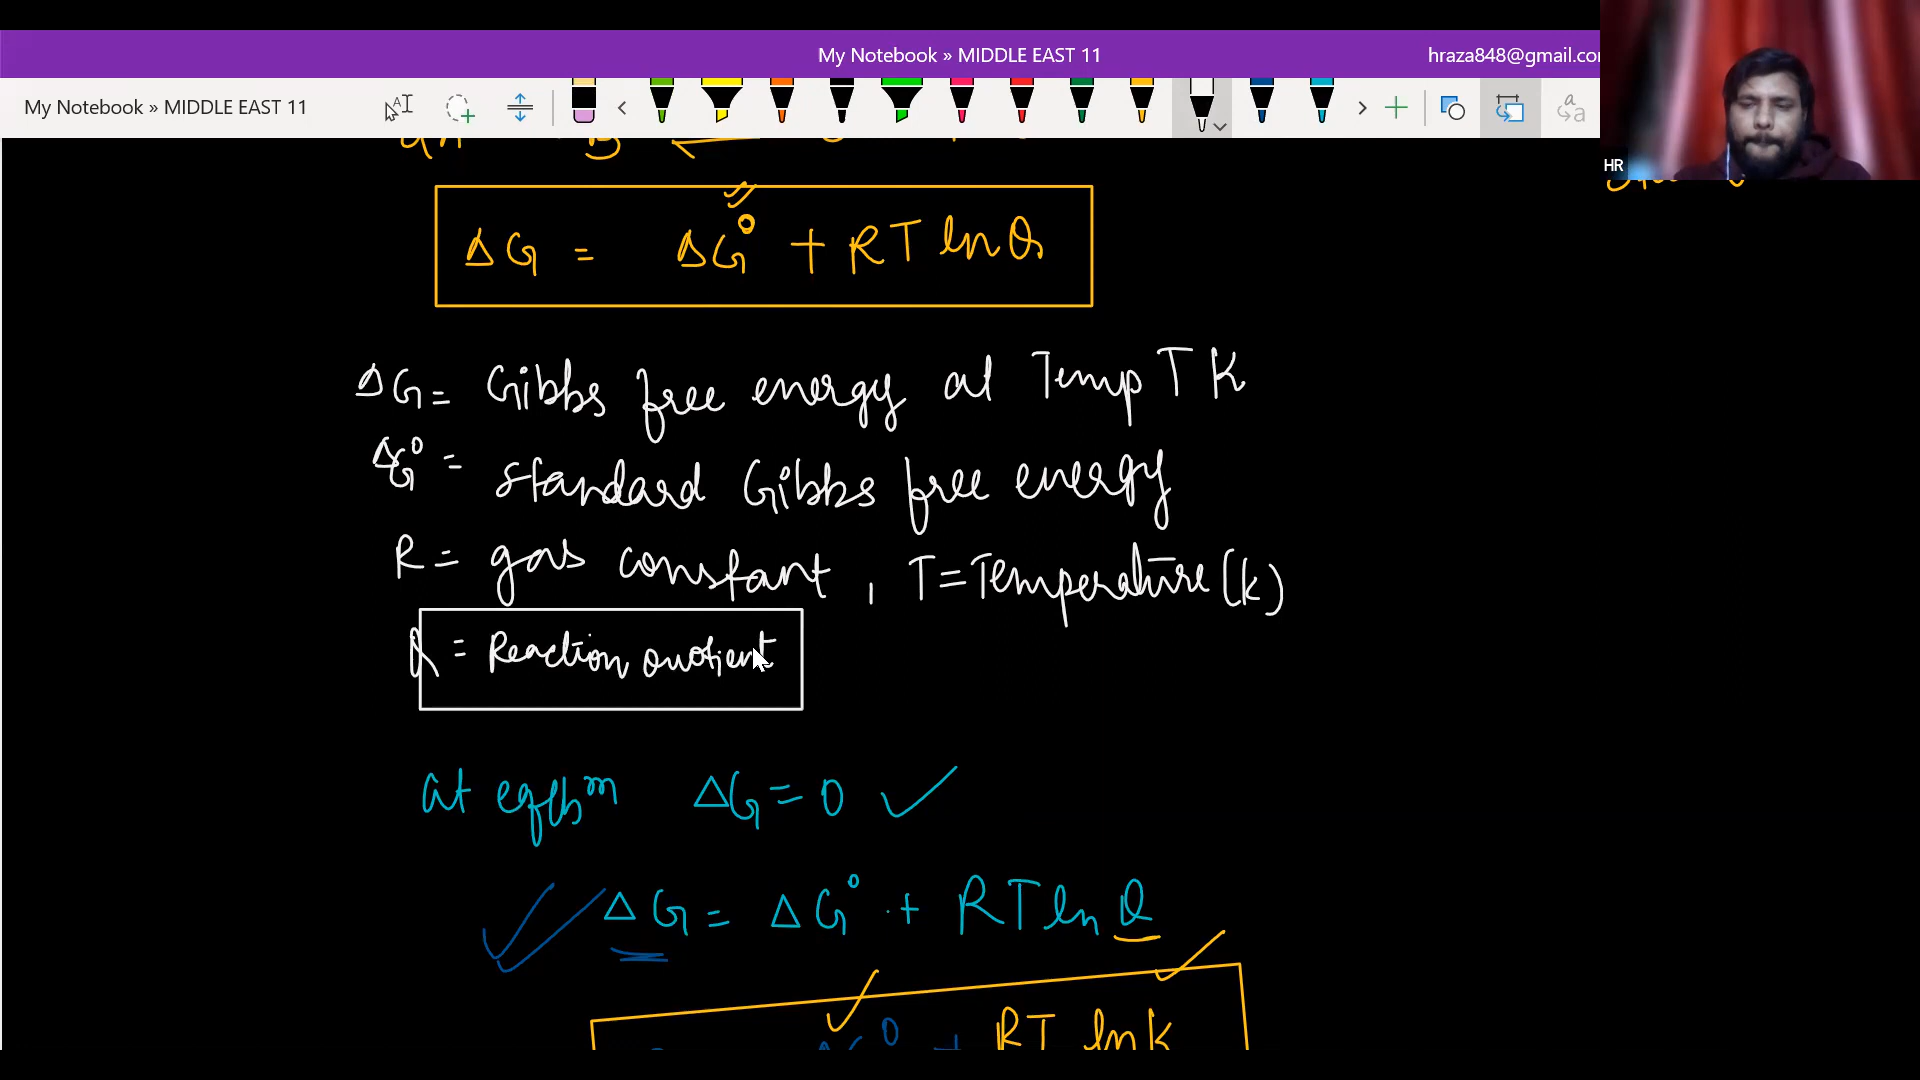 My Notebook » MIDDLE EAST 11
hraza848@gmail.co
My Notebook » MIDDLE EAST 11
HR
ΔG = ΔG° + RT ln Q
ΔG = Gibbs free energy at Temp T K
ΔG° = Standard Gibbs free energy
R = gas constant, T = Temperature (K)
Q = Reaction quotient
at eqlbᵐ ΔG = 0 ✓
ΔG = ΔG° + RT ln Q
ΔG° + RT ln K